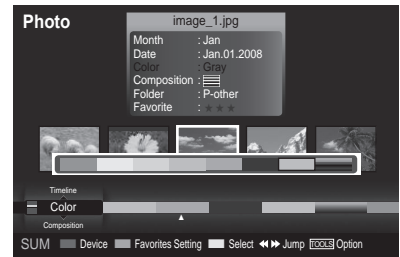 Photo
image_1.jpg
Month : Jan
Date : Jan.01.2008
Color : Gray
Composition :
Folder : P-other
Favorite : ★★★
Timeline
Color
Composition
SUM Device Favorites Setting Select ◄◄ ►► Jump TOOLS Option